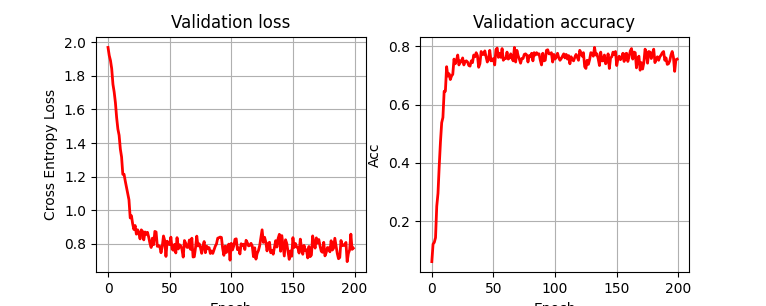 Validation loss
Cross Entropy Loss
2.0
1.8
1.6
1.4
1.2
1.0
0.8
0 50 100 150 200
Epoch
Validation accuracy
Acc
0.8
0.6
0.4
0.2
0 50 100 150 200
Epoch